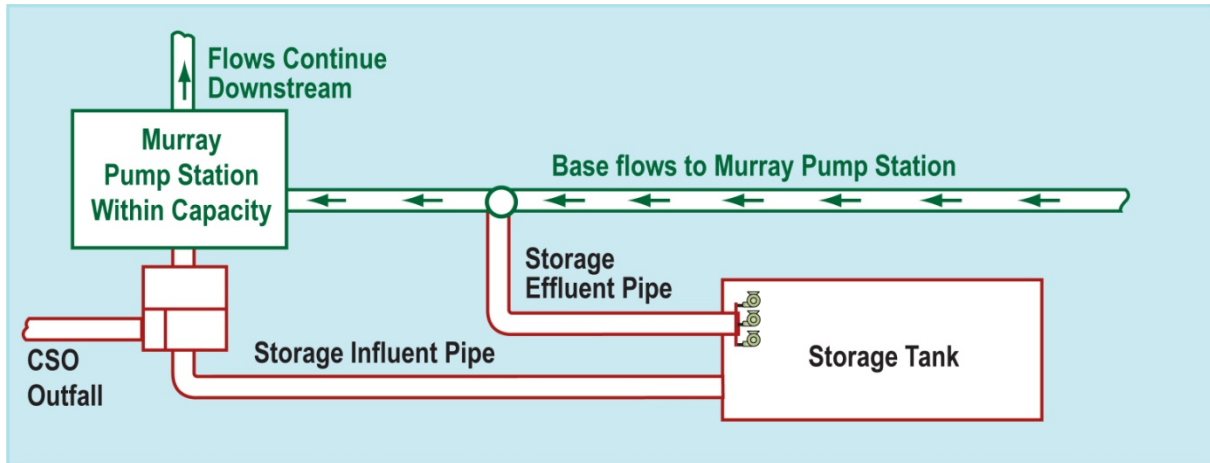 Flows Continue
Downstream
Murray
Pump Station
Within Capacity
Base flows to Murray Pump Station
Storage
Effluent Pipe
Storage Influent Pipe
Storage Tank
CSO
Outfall